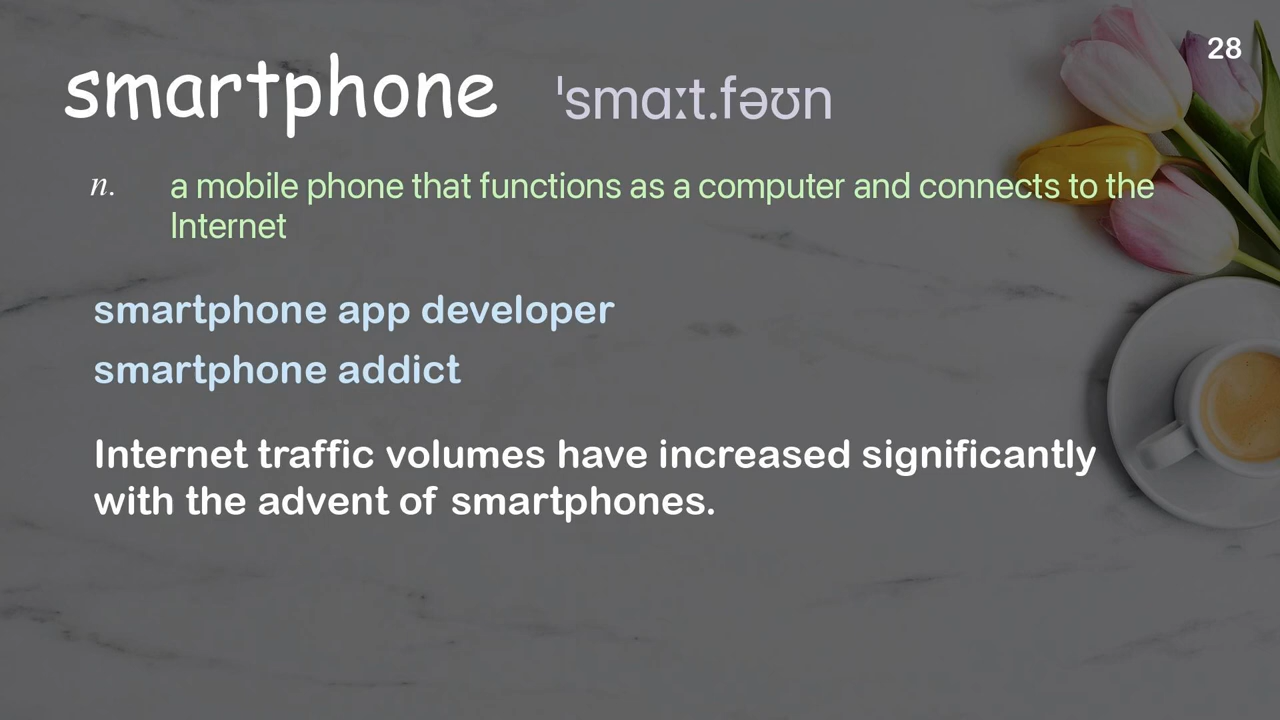 28
smartphone ˈsmɑːt.fəʊn
n. a mobile phone that functions as a computer and connects to the
Internet
smartphone app developer
smartphone addict
Internet traffic volumes have increased significantly
with the advent of smartphones.